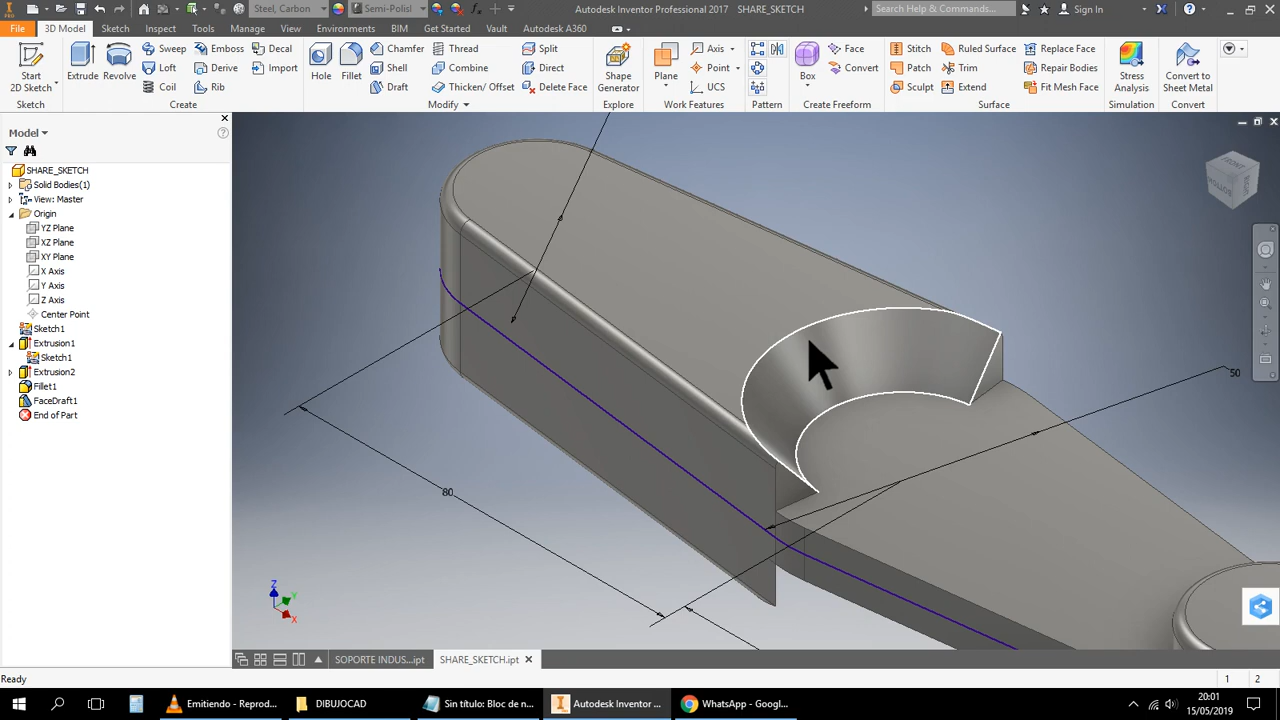 Steel, Carbon
Semi-Polisl
Autodesk Inventor Professional 2017   SHARE_SKETCH
Search Help & Commands...
Sign In
File
3D Model
Sketch
Inspect
Tools
Manage
View
Environments
BIM
Get Started
Vault
Autodesk A360
Start
2D Sketch
Extrude
Revolve
Sweep
Loft
Coil
Emboss
Derive
Rib
Decal
Import
Hole
Fillet
Chamfer
Shell
Draft
Thread
Combine
Thicken/ Offset
Split
Direct
Delete Face
Shape
Generator
Plane
Axis
Point
UCS
Box
Face
Convert
Stitch
Patch
Sculpt
Ruled Surface
Trim
Extend
Replace Face
Repair Bodies
Fit Mesh Face
Stress
Analysis
Convert to
Sheet Metal
Sketch
Create
Modify
Explore
Work Features
Pattern
Create Freeform
Surface
Simulation
Convert
Model
SHARE_SKETCH
Solid Bodies(1)
View: Master
Origin
YZ Plane
XZ Plane
XY Plane
X Axis
Y Axis
Z Axis
Center Point
Sketch1
Extrusion1
Sketch1
Extrusion2
Fillet1
FaceDraft1
End of Part
FRONT
BOTTOM
50
80
Z
Y
X
SOPORTE INDUS...ipt
SHARE_SKETCH.ipt
Ready
1
2
Emitiendo - Reprod...
DIBUJOCAD
Sin título: Bloc de n...
Autodesk Inventor ...
WhatsApp - Googl...
20:01
15/05/2019